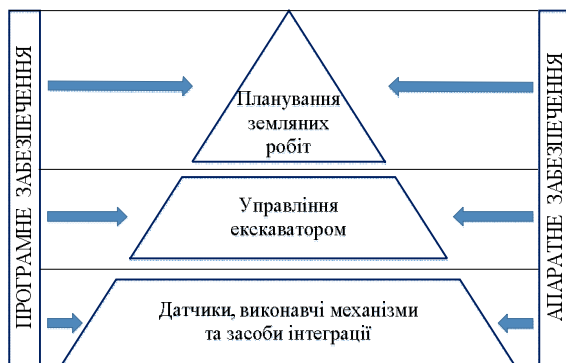 ПРОГРАМНЕ ЗАБЕЗПЕЧЕННЯ
Планування
земляних
робіт
Управління
екскаватором
Датчики, виконавчі механізми
та засоби інтеграції
АПАРАТНЕ ЗАБЕЗПЕЧЕННЯ